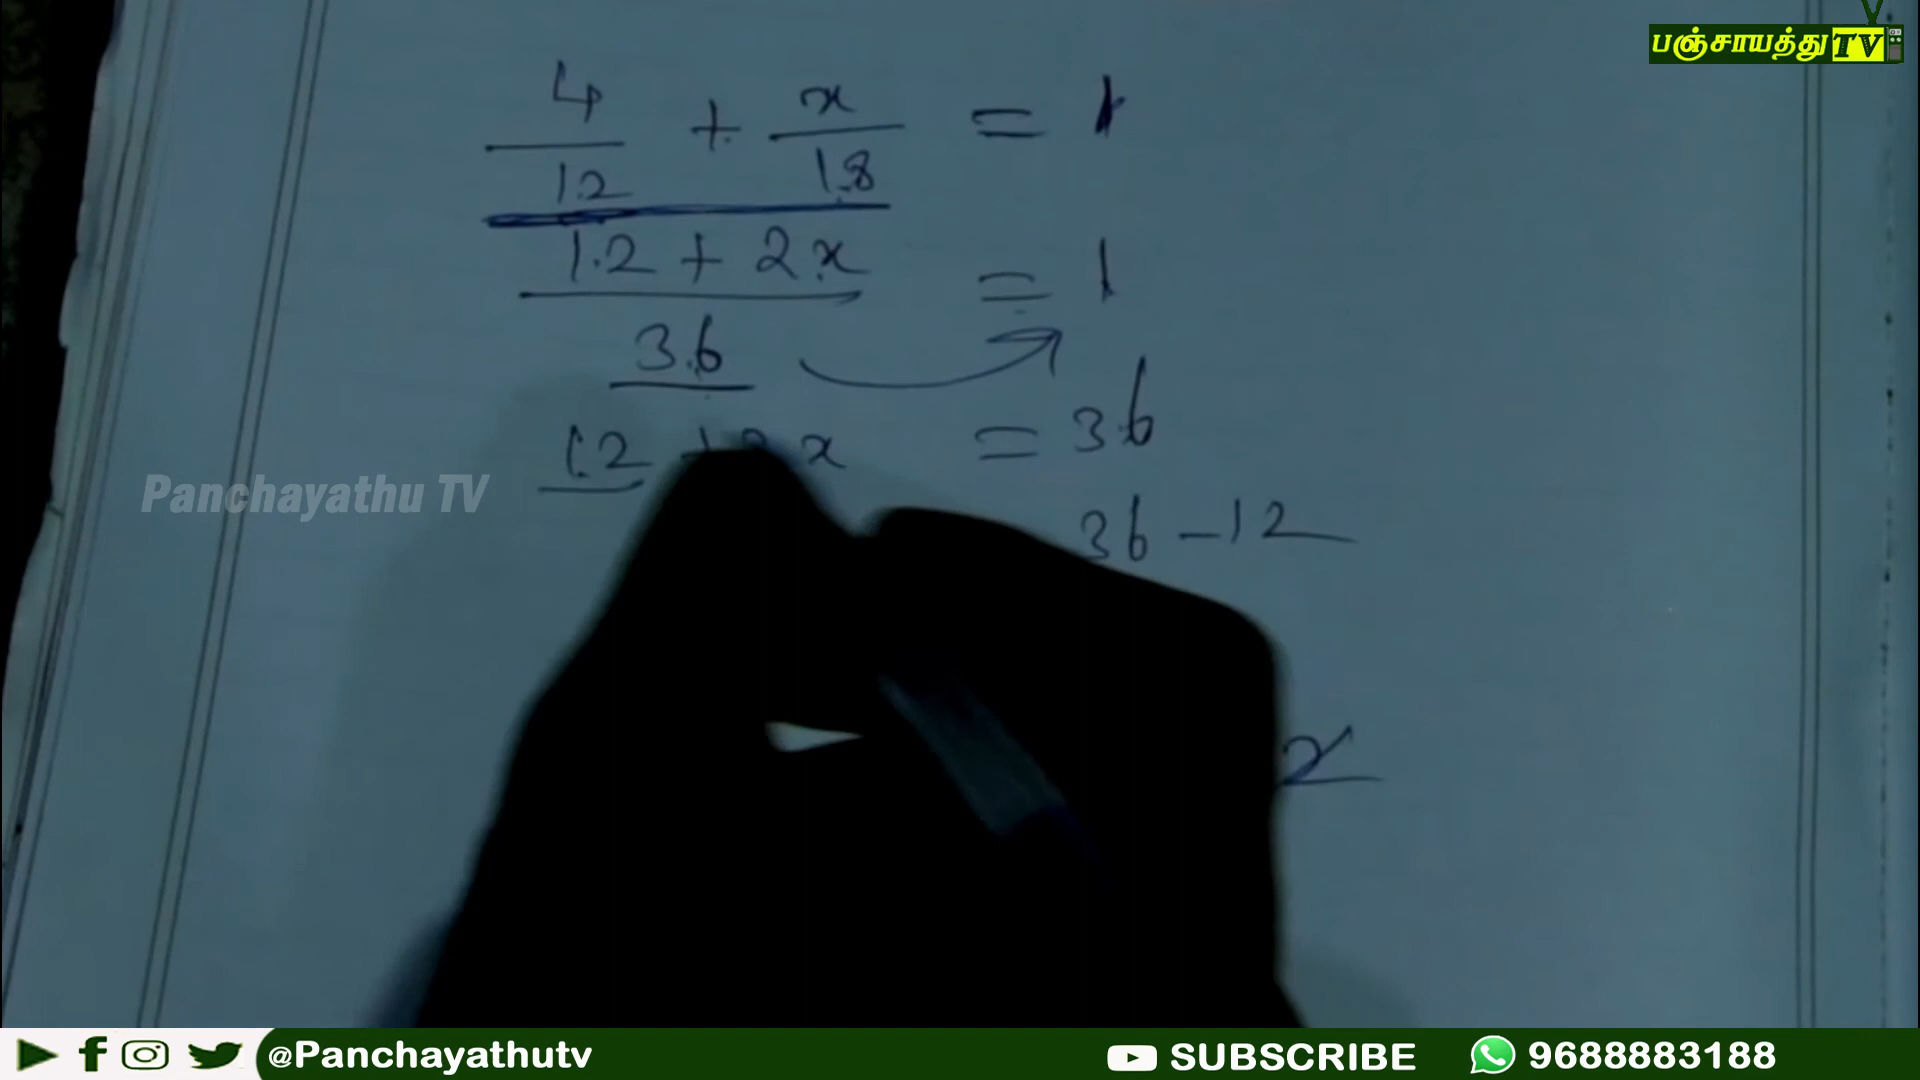 பஞ்சாயத்து TV
4/12 + x/18 = 1
12 + 2x / 36 = 1
12 + 2x = 36
36 - 12
Panchayathu TV
@Panchayathutv SUBSCRIBE 9688883188